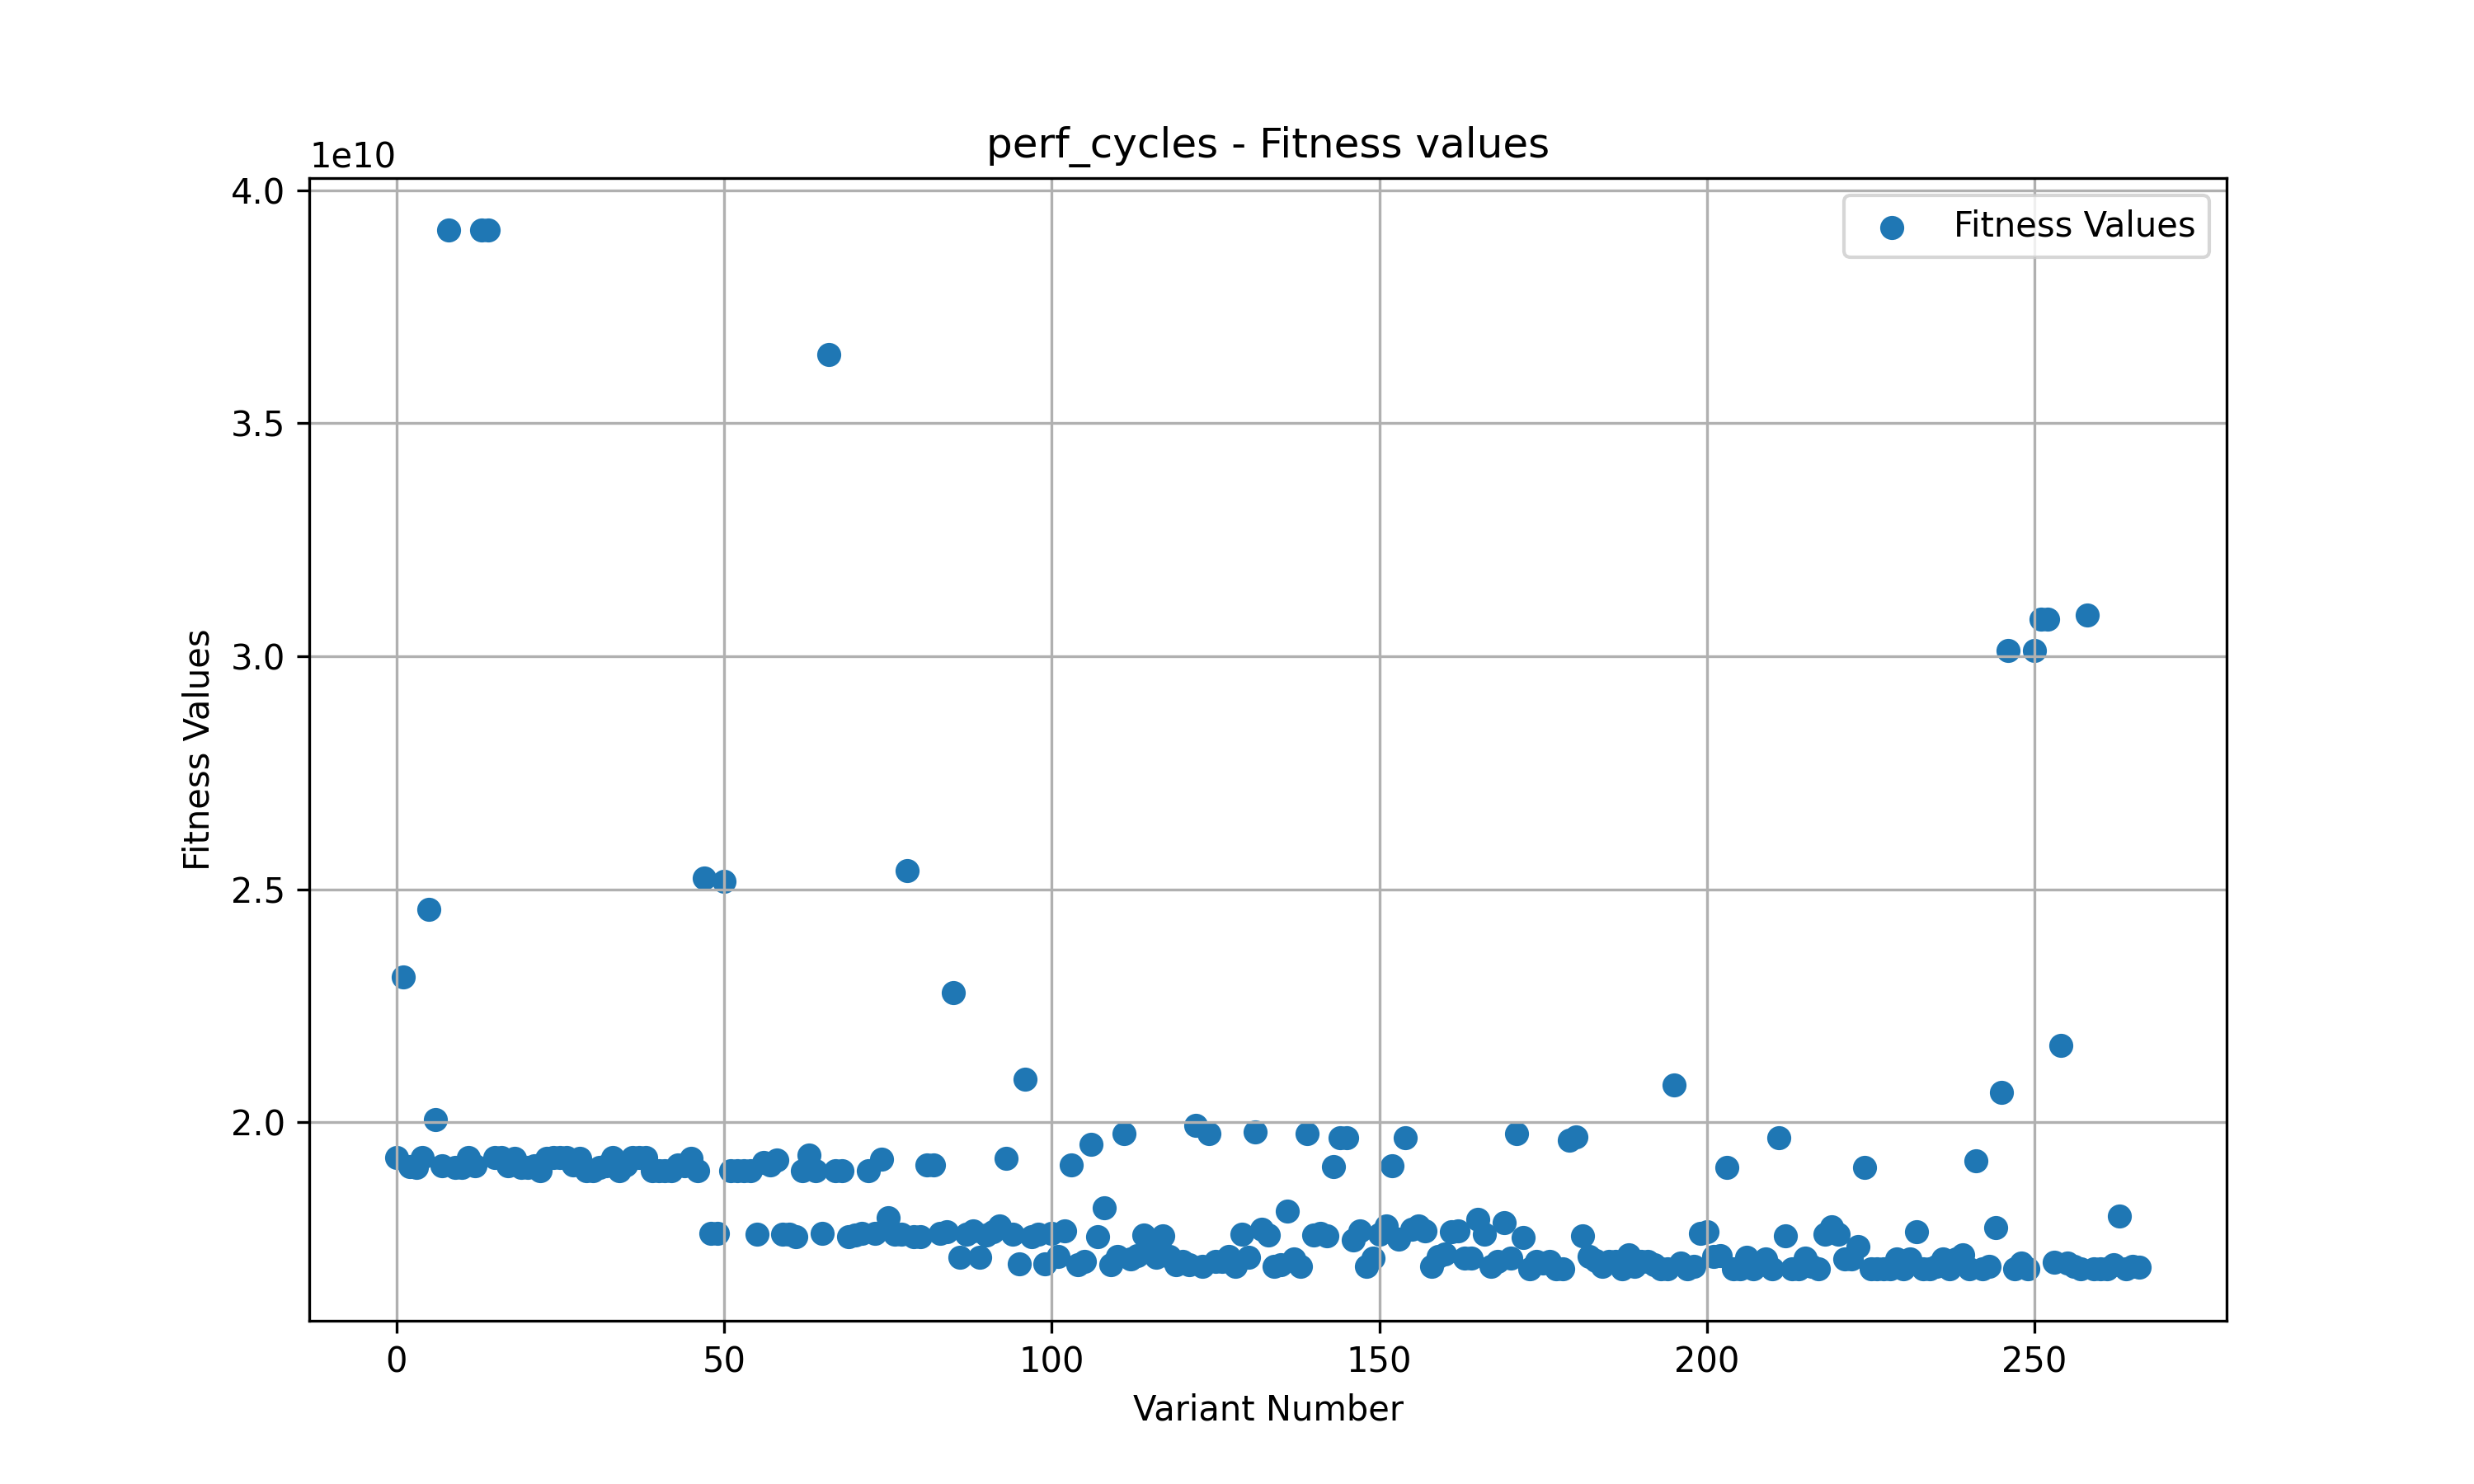 perf_cycles - Fitness values
1e10
4.0
3.5
3.0
2.5
2.0
Fitness Values
Fitness Values
0 50 100 150 200 250
Variant Number